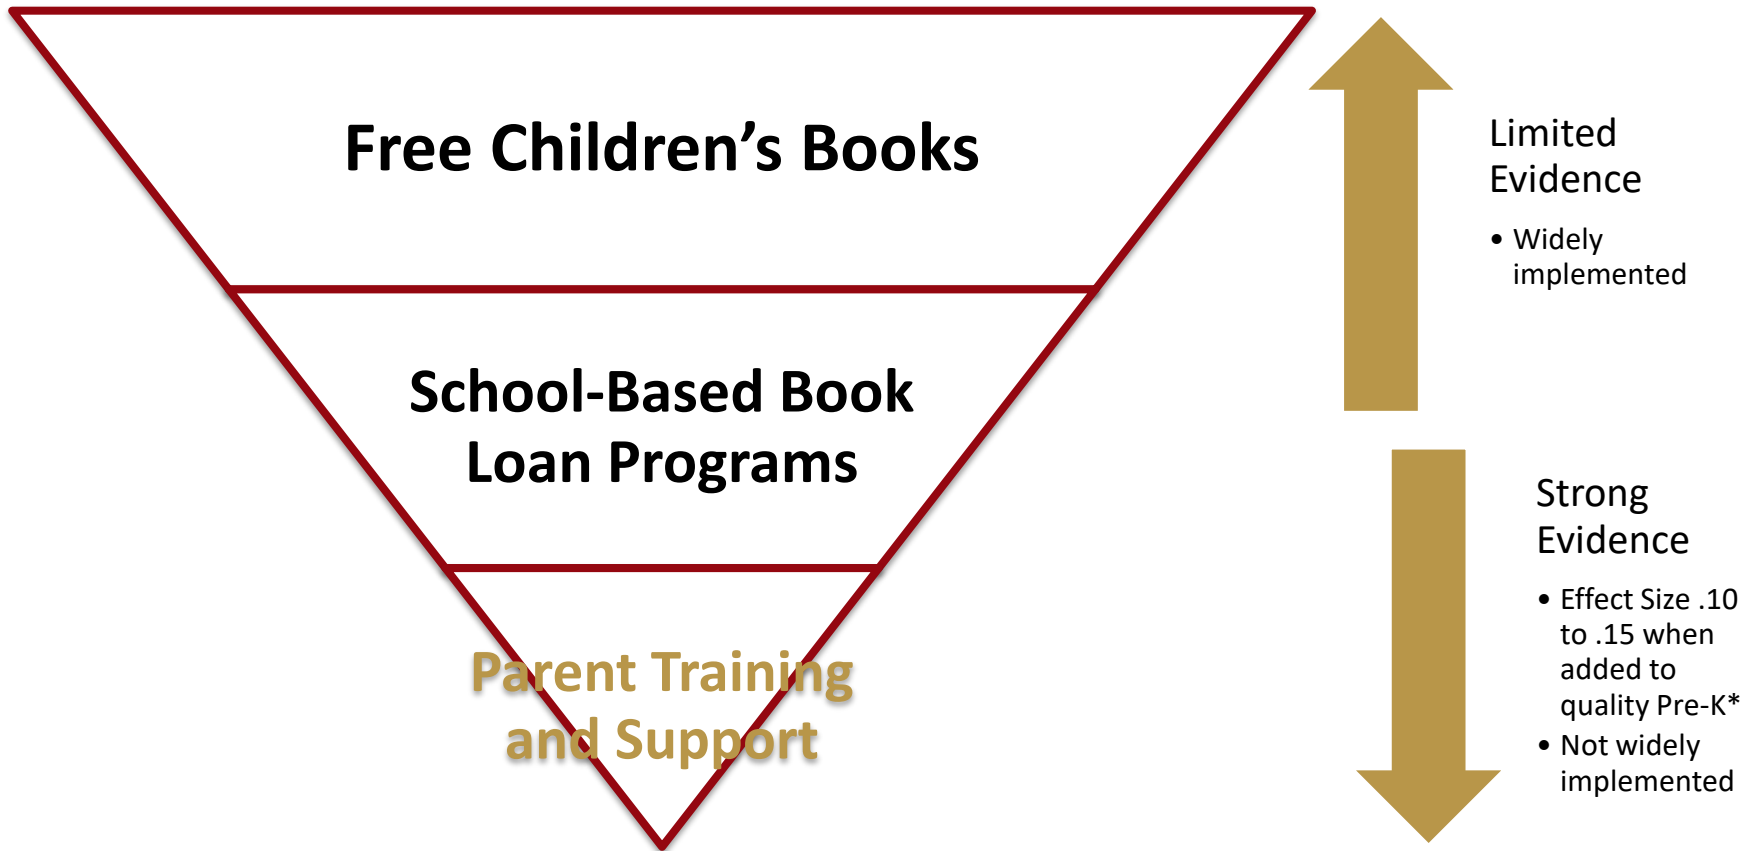 Free Children’s Books
School-Based Book
Loan Programs
Parent Training
and Support
Limited
Evidence
• Widely
implemented
Strong
Evidence
• Effect Size .10
to .15 when
added to
quality Pre-K*
• Not widely
implemented